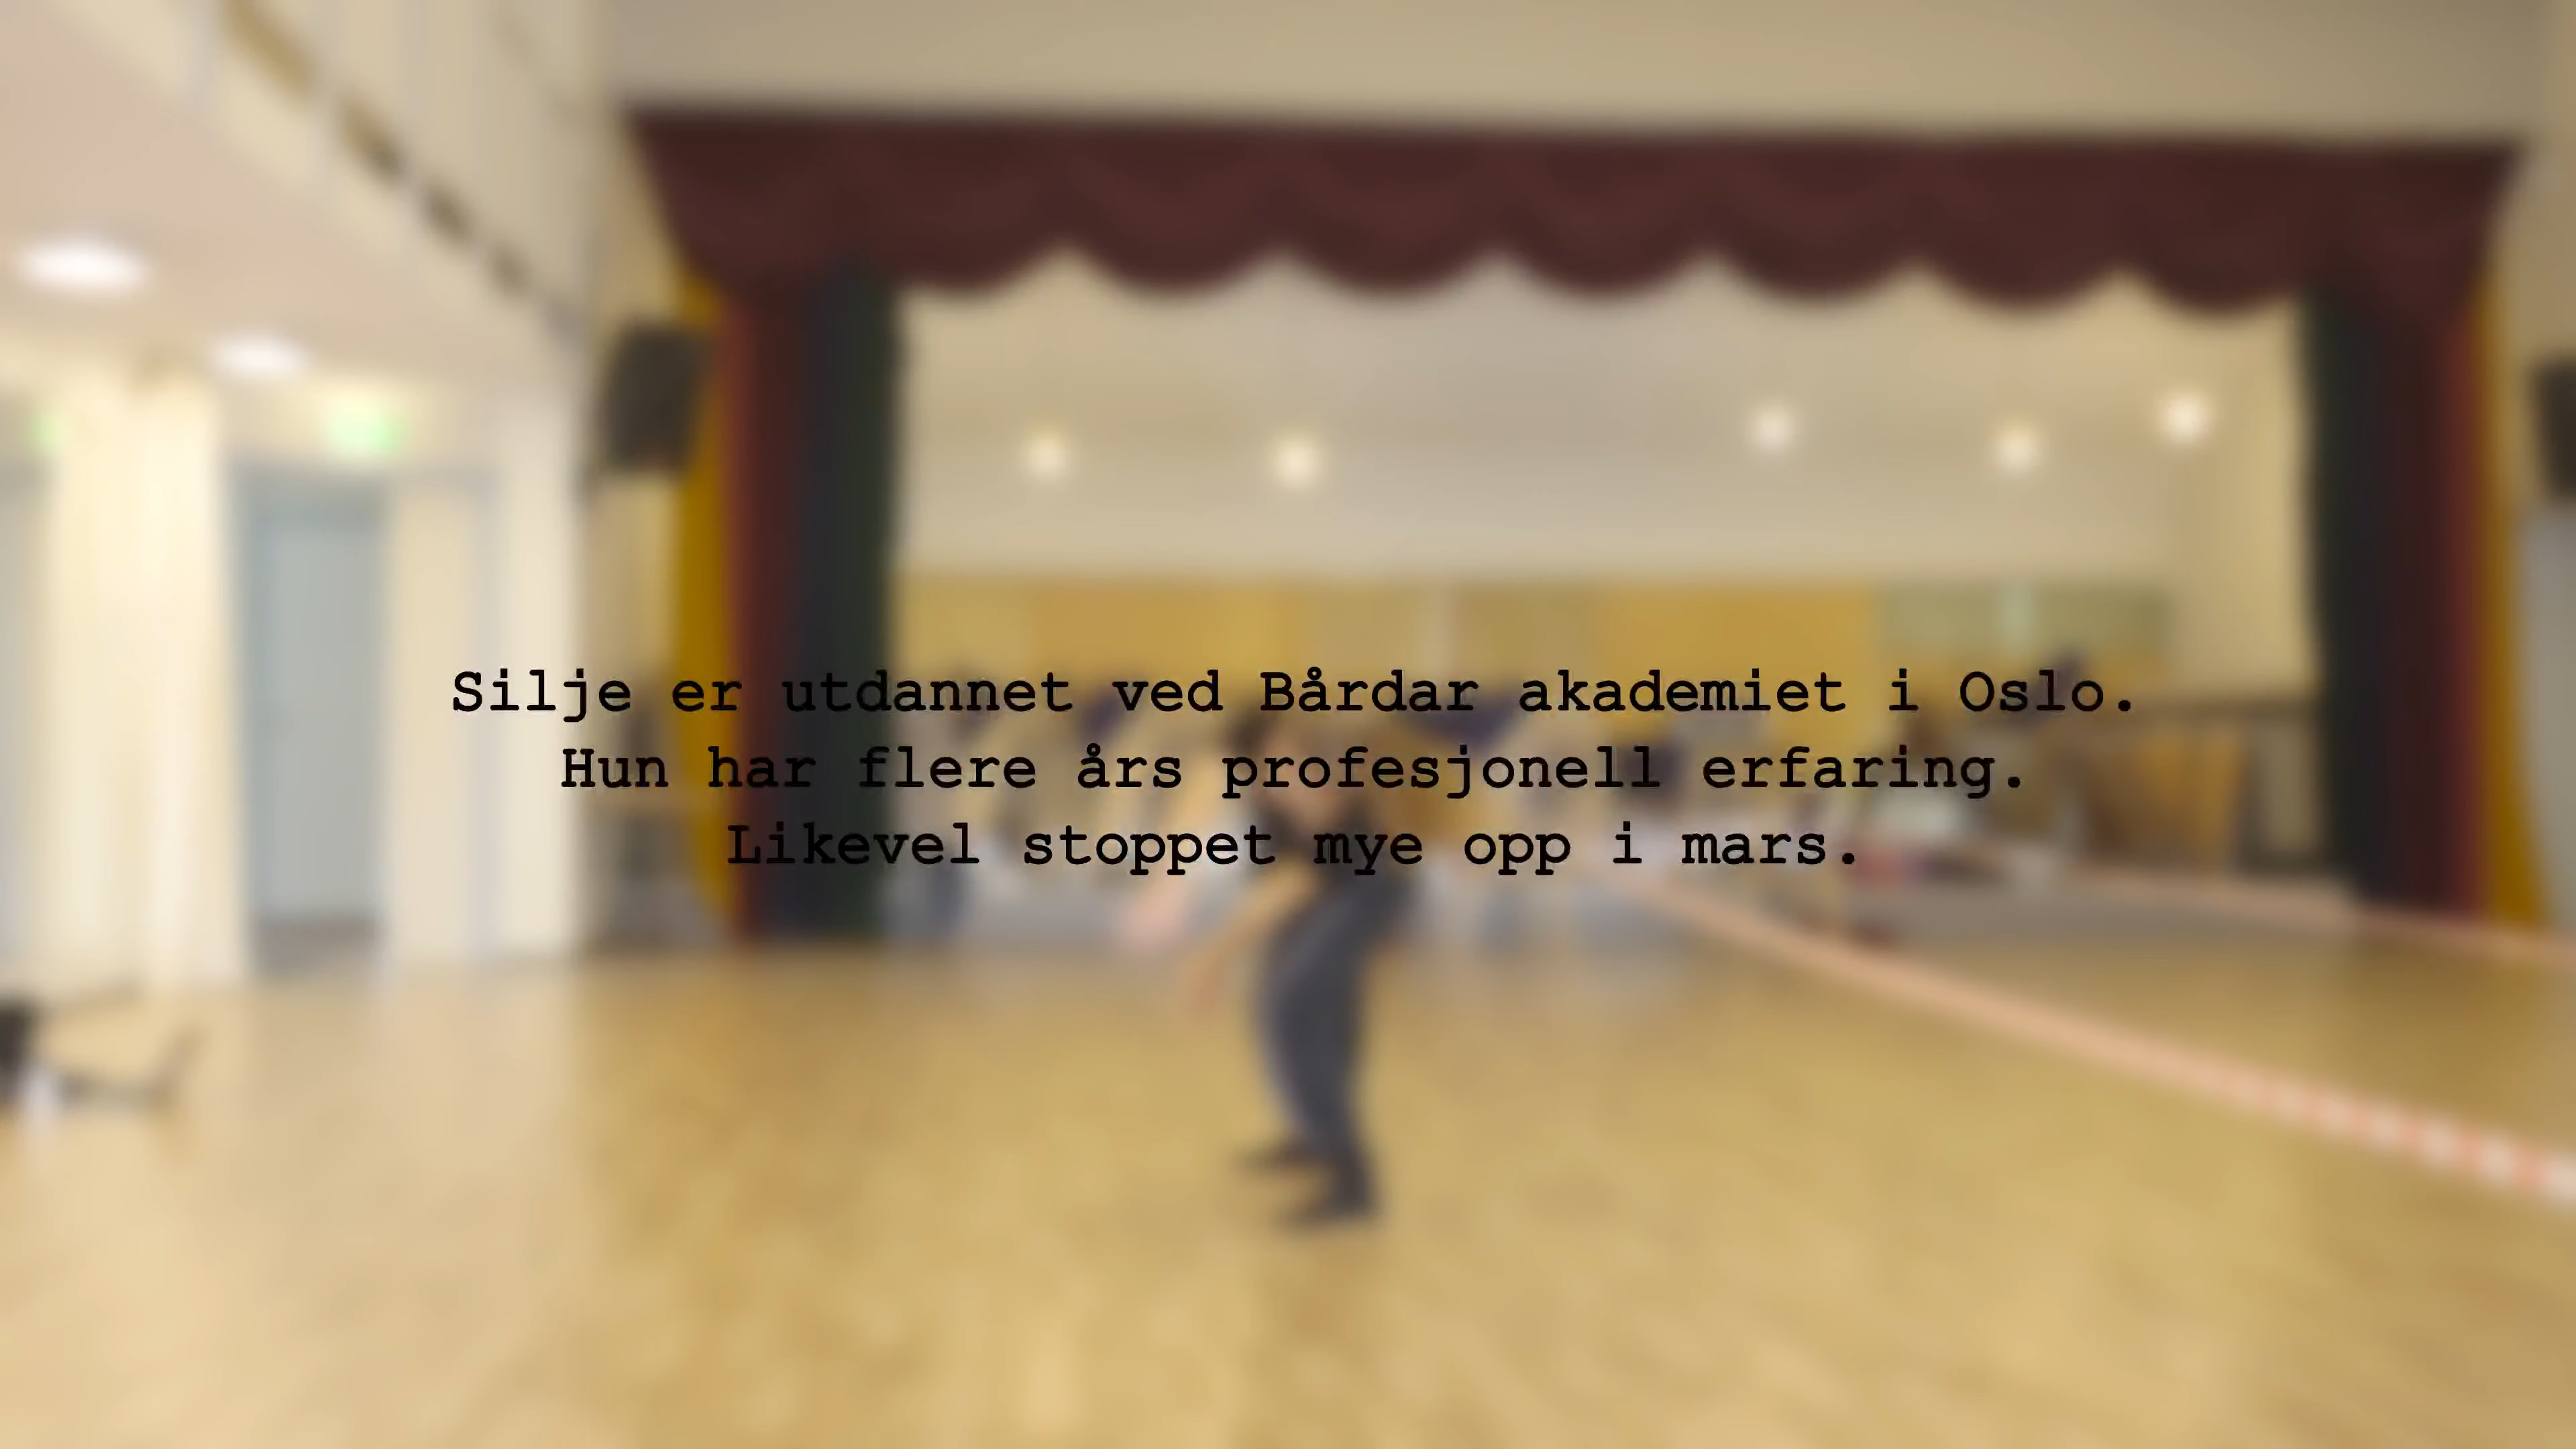 Silje er utdannet ved Bårdar akademiet i Oslo.
Hun har flere års profesjonell erfaring.
Likevel stoppet mye opp i mars.